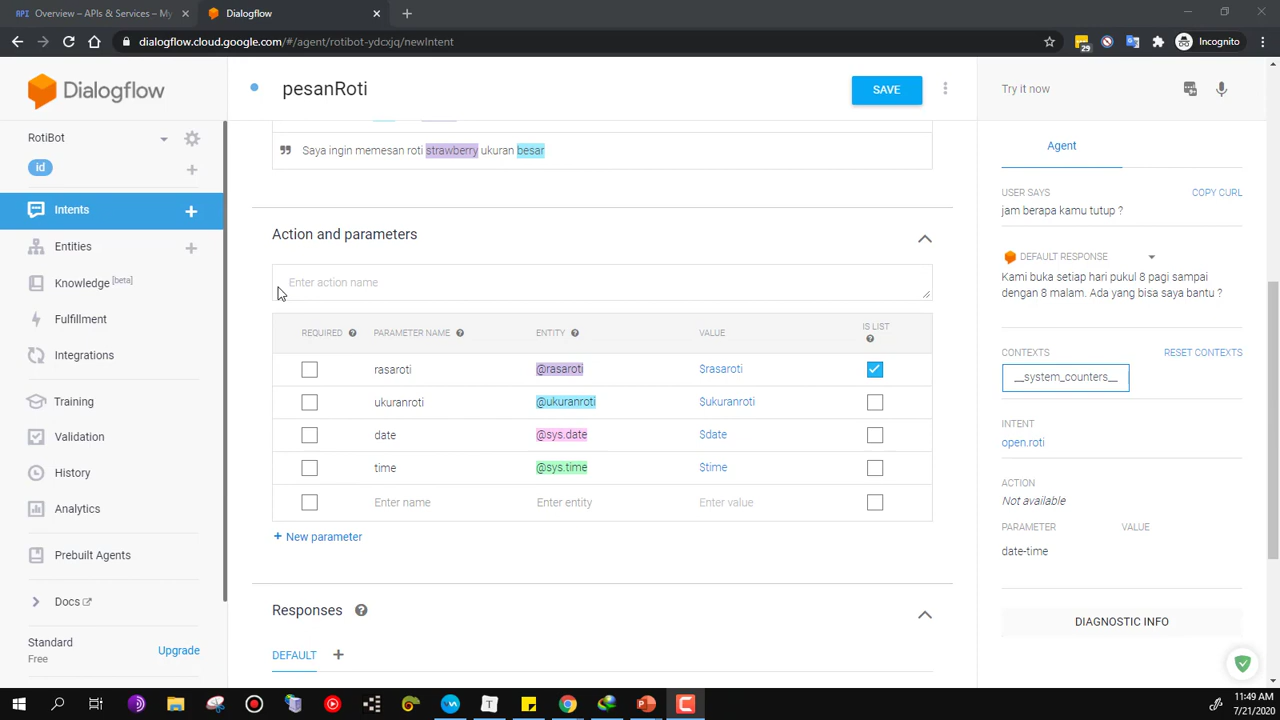 API Overview – APIs & Services – My
Dialogflow
dialogflow.cloud.google.com/#/agent/rotibot-ydcxjq/newIntent
29
Incognito
Dialogflow
pesanRoti
SAVE
Try it now
RotiBot
id
Agent
Saya ingin memesan roti strawberry ukuran besar
Intents
USER SAYS
COPY CURL
jam berapa kamu tutup ?
Entities
Action and parameters
DEFAULT RESPONSE
Kami buka setiap hari pukul 8 pagi sampai
dengan 8 malam. Ada yang bisa saya bantu ?
Knowledge [beta]
Enter action name
Fulfillment
REQUIRED
PARAMETER NAME
ENTITY
VALUE
IS LIST
Integrations
CONTEXTS
RESET CONTEXTS
__system_counters__
rasaroti
@rasaroti
$rasaroti
Training
ukuranroti
@ukuranroti
$ukuranroti
Validation
date
@sys.date
$date
INTENT
open.roti
History
time
@sys.time
$time
ACTION
Not available
Analytics
Enter name
Enter entity
Enter value
PARAMETER
VALUE
date-time
+ New parameter
Prebuilt Agents
Docs
Responses
DIAGNOSTIC INFO
Standard
Free
Upgrade
DEFAULT
11:49 AM
7/21/2020